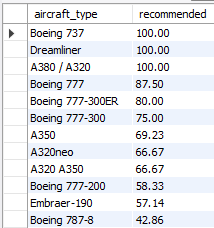 aircraft_type recommended
Boeing 737 100.00
Dreamliner 100.00
A380 / A320 100.00
Boeing 777 87.50
Boeing 777-300ER 80.00
Boeing 777-300 75.00
A350 69.23
A320neo 66.67
A320 A350 66.67
Boeing 777-200 58.33
Embraer-190 57.14
Boeing 787-8 42.86